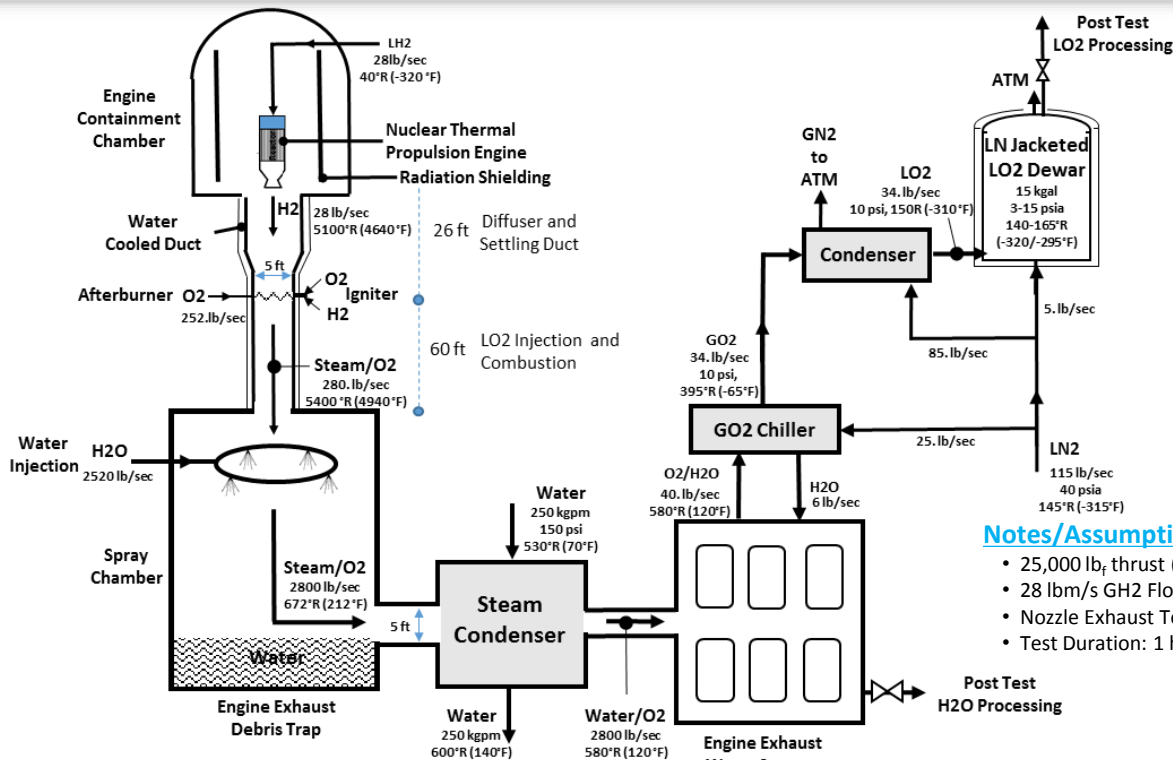 LH2
28lb/sec
40°R (-320 °F)
Engine
Containment
Chamber
Reactor
Nuclear Thermal
Propulsion Engine
Radiation Shielding
H2
28 lb/sec
5100°R (4640°F)
Water
Cooled Duct
26 ft
Diffuser and
Settling Duct
5 ft
Afterburner
O2
252.lb/sec
O2
Igniter
H2
60 ft
LO2 Injection and
Combustion
Steam/O2
280. lb/sec
5400 °R (4940°F)
Water
Injection
H2O
2520 lb/sec
Spray
Chamber
Steam/O2
2800 lb/sec
672°R (212°F)
Water
Engine Exhaust
Debris Trap
5 ft
Water
250 kgpm
150 psi
530°R (70°F)
Steam
Condenser
Water
250 kgpm
600°R (140°F)
Water/O2
2800 lb/sec
580°R (120°F)
Engine Exhaust
Post Test
H2O Processing
O2/H2O
40. lb/sec
580°R (120°F)
H2O
6 lb/sec
GO2 Chiller
25. lb/sec
GO2
34. lb/sec
10 psi,
395°R (-65°F)
GN2
to
ATM
Condenser
85. lb/sec
LO2
34. lb/sec
10 psi, 150R (-310°F)
Post Test
LO2 Processing
ATM
LN Jacketed
LO2 Dewar
15 kgal
3-15 psia
140-165°R
(-320/-295°F)
5. lb/sec
LN2
115 lb/sec
40 psia
145°R (-315°F)
Notes/Assumpti
• 25,000 lbf thrust (
• 28 lbm/s GH2 Flo
• Nozzle Exhaust Te
• Test Duration: 1 h